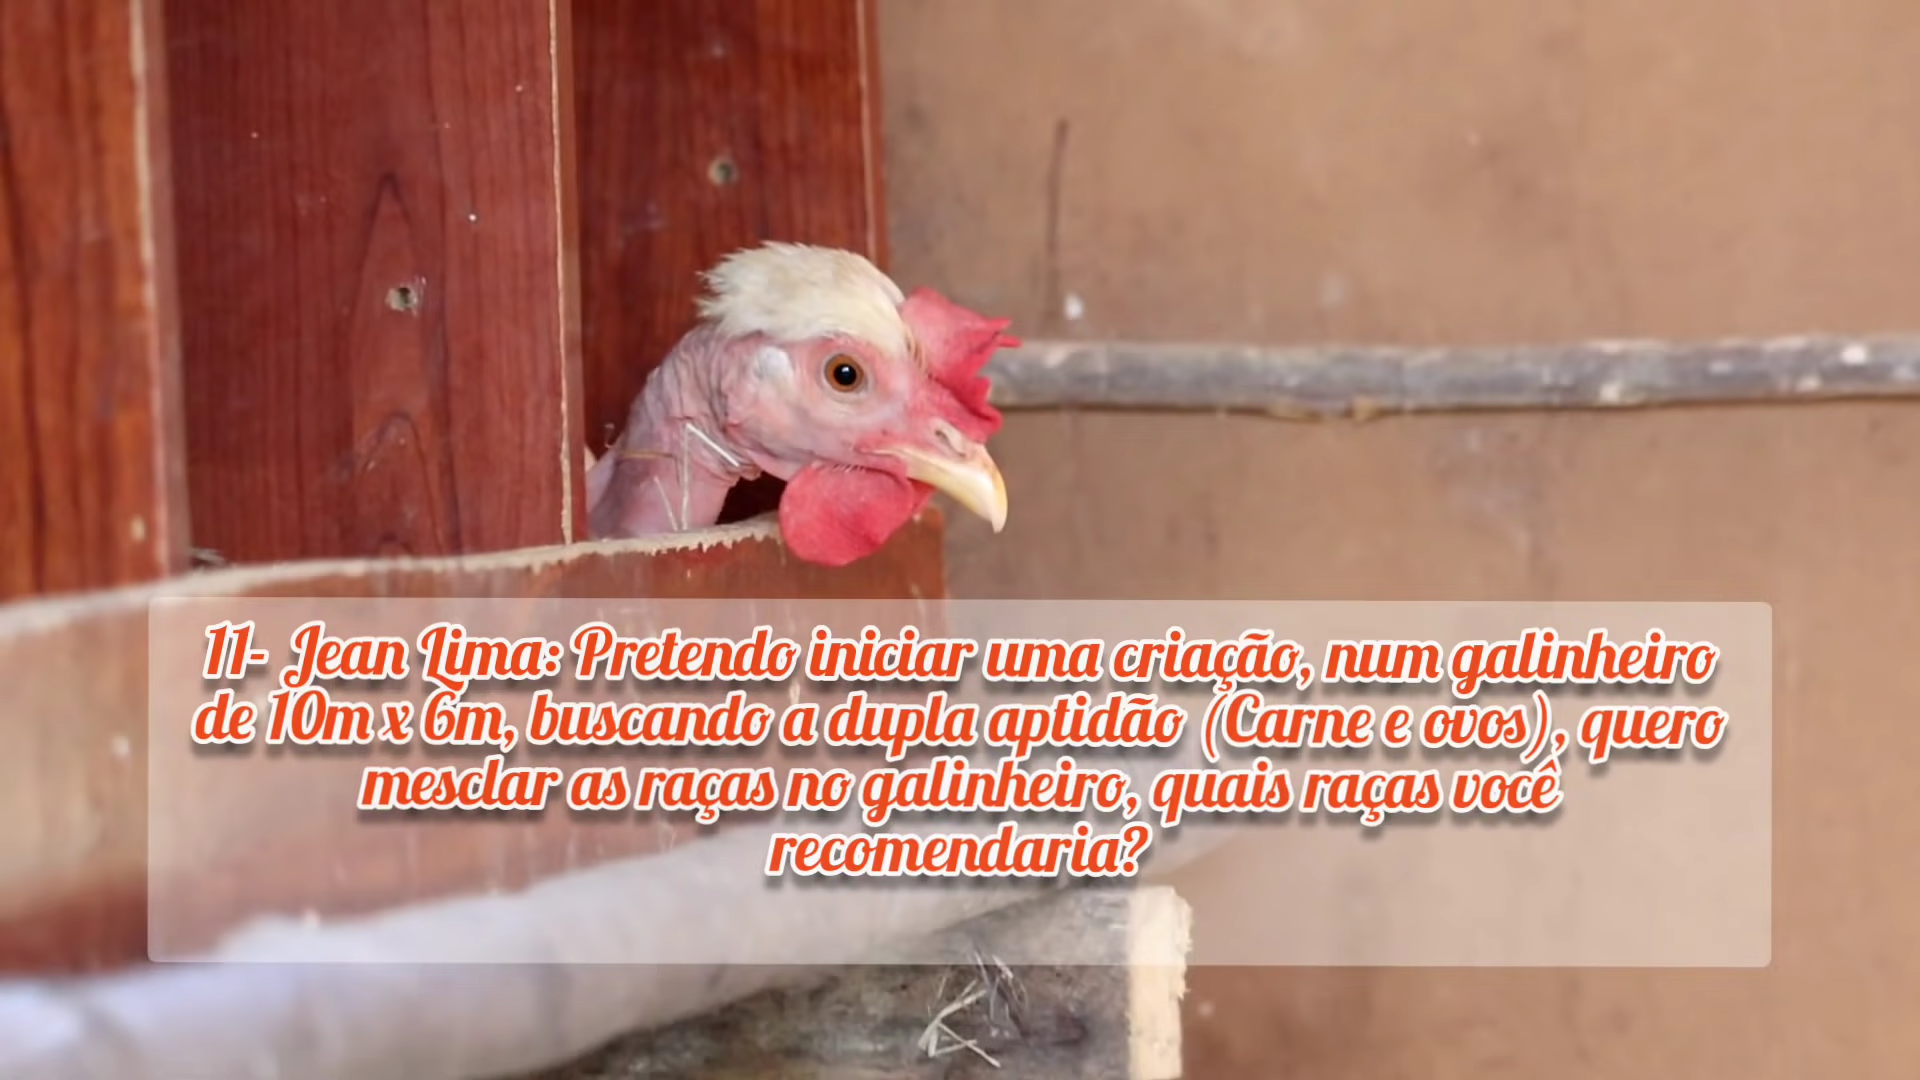 11- Jean Lima: Pretendo iniciar uma criação, num galinheiro
de 10m x 6m, buscando a dupla aptidão (Carne e ovos), quero
mesclar as raças no galinheiro, quais raças você
recomendaria?